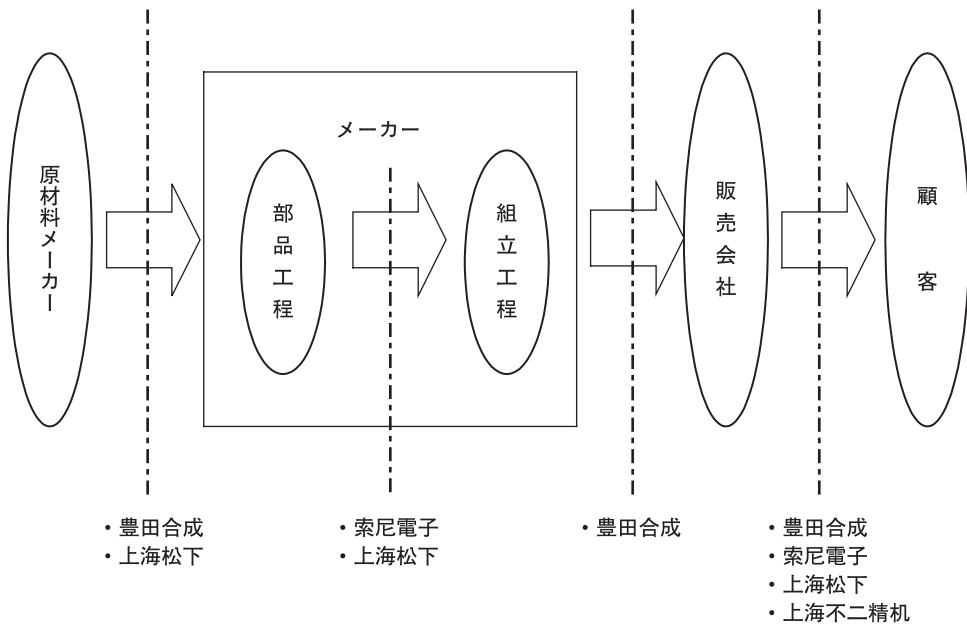 原材料メーカー
メーカー
部品工程
組立工程
販売会社
顧客
・豊田合成
・上海松下
・索尼電子
・上海松下
・豊田合成
・豊田合成
・索尼電子
・上海松下
・上海不二精机